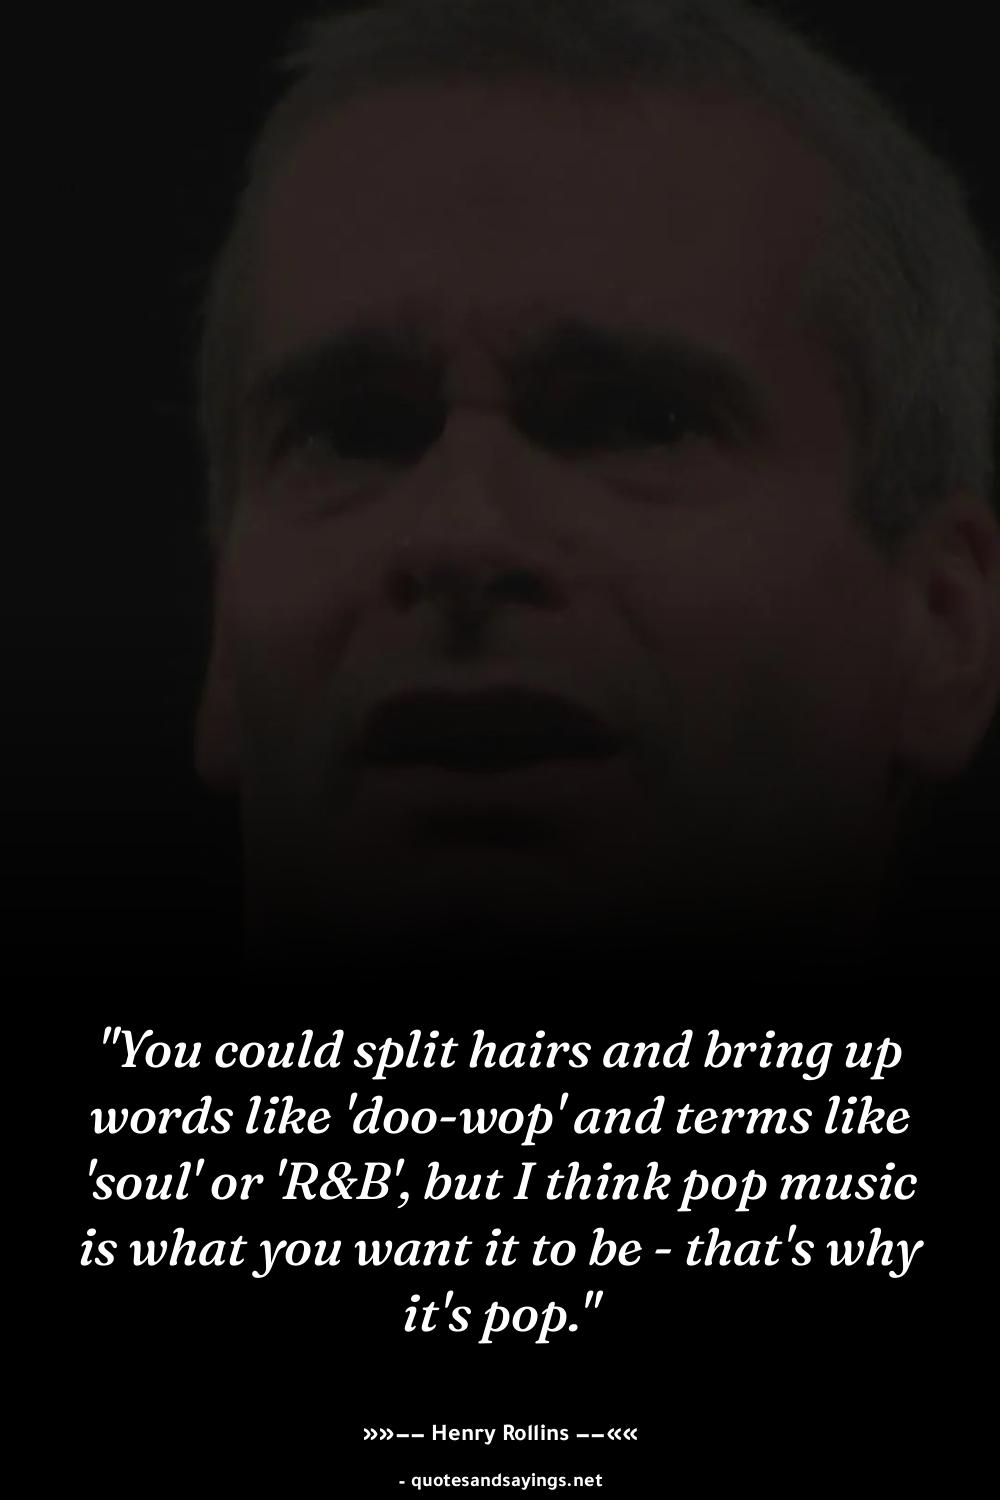 "You could split hairs and bring up
words like 'doo-wop' and terms like
'soul' or 'R&B', but I think pop music
is what you want it to be - that's why
it's pop."
»»−− Henry Rollins −−««
- quotesandsayings.net